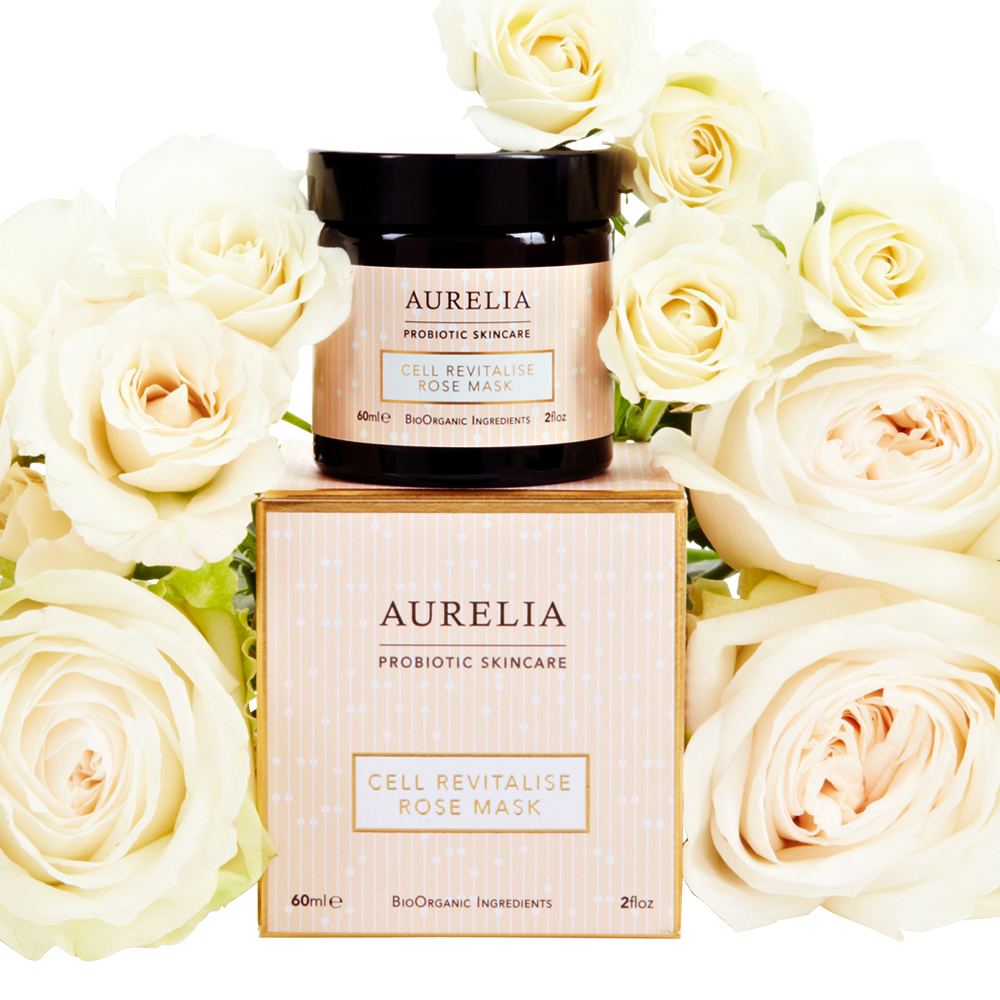 AURELIA
PROBIOTIC SKINCARE
CELL REVITALISE
ROSE MASK
60ml℮ BIOORGANIC INGREDIENTS 2floz
AURELIA
PROBIOTIC SKINCARE
CELL REVITALISE
ROSE MASK
60ml℮ BIOORGANIC INGREDIENTS 2floz